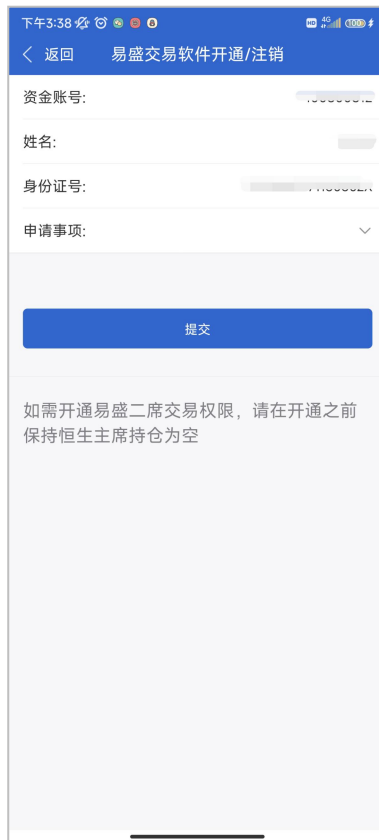 下午3:38
HD 4G 100
返回 易盛交易软件开通/注销
资金账号:
姓名:
身份证号:
申请事项:
提交
如需开通易盛二席交易权限，请在开通之前
保持恒生主席持仓为空